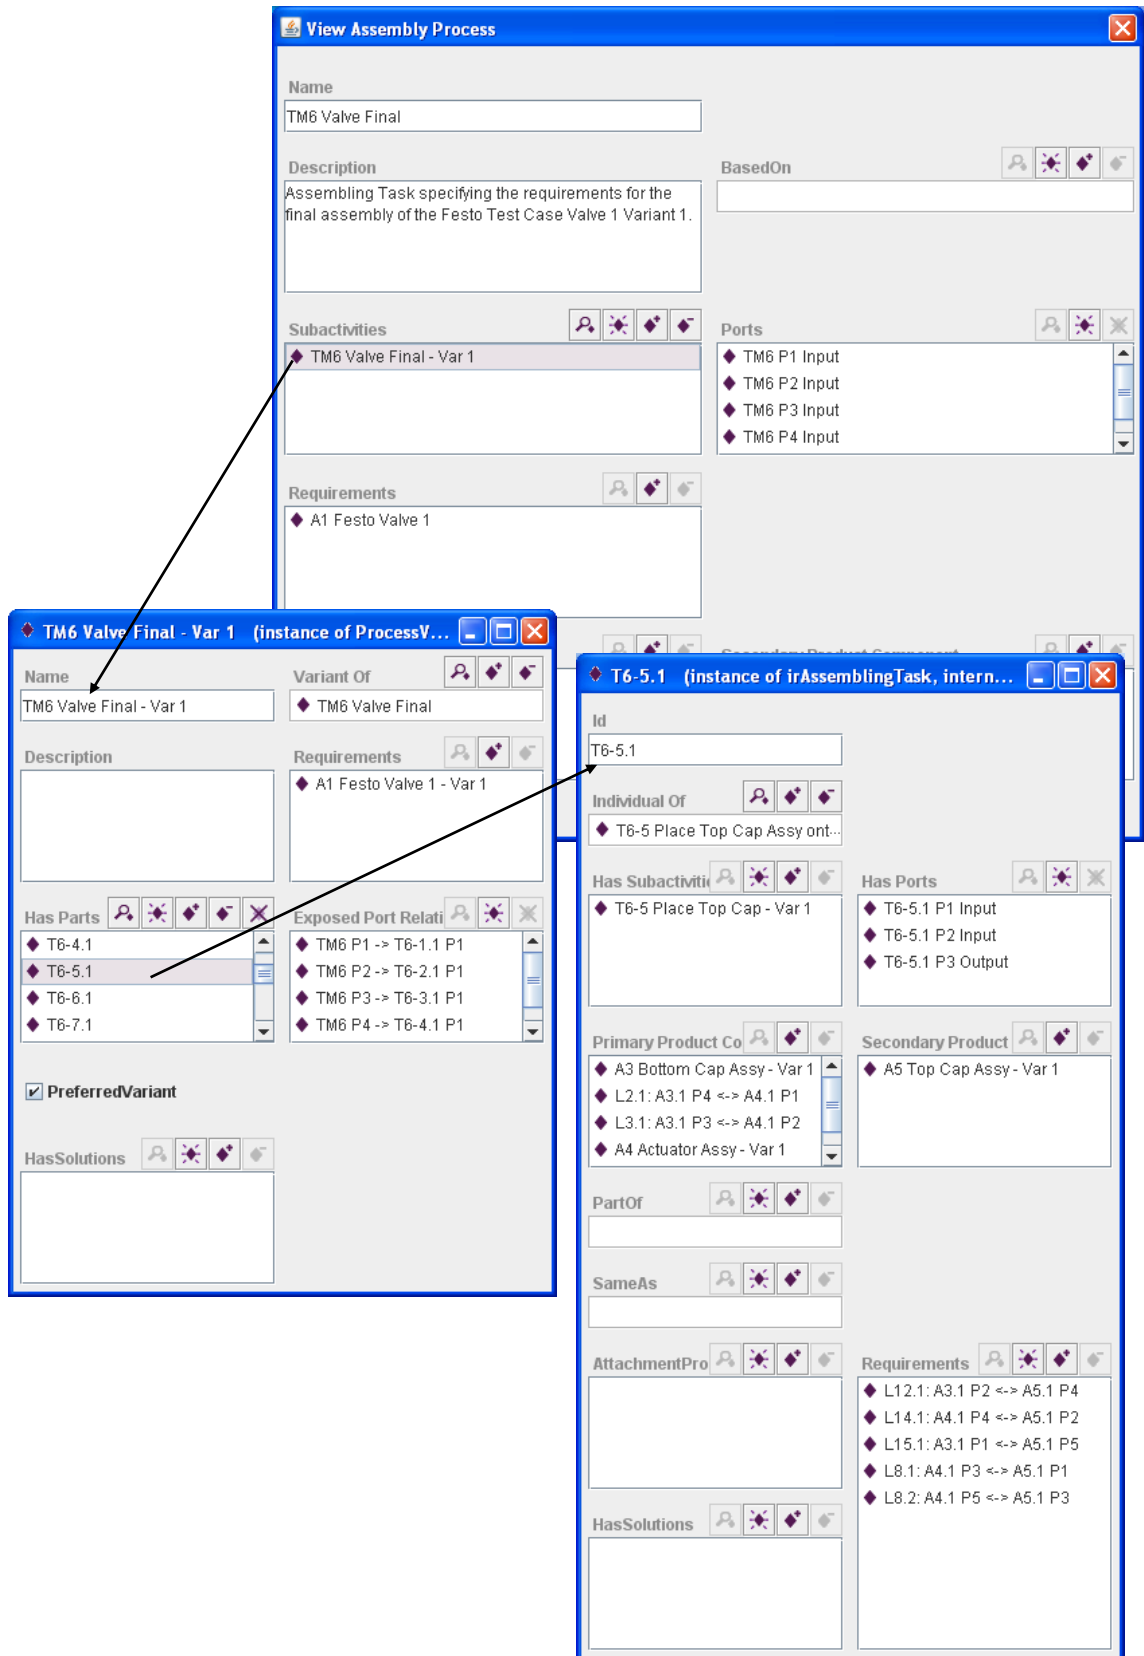 View Assembly Process
Name
TM6 Valve Final
Description
BasedOn
Assembling Task specifying the requirements for the
final assembly of the Festo Test Case Valve 1 Variant 1.
Subactivities
Ports
TM6 Valve Final - Var 1
TM6 P1 Input
TM6 P2 Input
TM6 P3 Input
TM6 P4 Input
Requirements
A1 Festo Valve 1
TM6 Valve Final - Var 1 (instance of ProcessV...
Name
Variant Of
TM6 Valve Final - Var 1
TM6 Valve Final
Description
Requirements
A1 Festo Valve 1 - Var 1
Has Parts
Exposed Port Relati
T6-4.1
T6-5.1
T6-6.1
T6-7.1
TM6 P1 -> T6-1.1 P1
TM6 P2 -> T6-2.1 P1
TM6 P3 -> T6-3.1 P1
TM6 P4 -> T6-4.1 P1
PreferredVariant
HasSolutions
Secondary Product Component
T6-5.1 (instance of irAssemblingTask, intern...
Id
T6-5.1
Individual Of
T6-5 Place Top Cap Assy ont...
Has Subactiviti
Has Ports
T6-5 Place Top Cap - Var 1
T6-5.1 P1 Input
T6-5.1 P2 Input
T6-5.1 P3 Output
Primary Product Co
Secondary Product
A3 Bottom Cap Assy - Var 1
L2.1: A3.1 P4 <-> A4.1 P1
L3.1: A3.1 P3 <-> A4.1 P2
A4 Actuator Assy - Var 1
A5 Top Cap Assy - Var 1
PartOf
SameAs
AttachmentPro
Requirements
L12.1: A3.1 P2 <-> A5.1 P4
L14.1: A4.1 P4 <-> A5.1 P2
L15.1: A3.1 P1 <-> A5.1 P5
L8.1: A4.1 P3 <-> A5.1 P1
L8.2: A4.1 P5 <-> A5.1 P3
HasSolutions